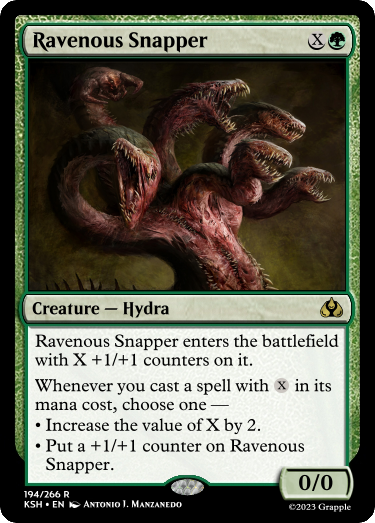 Ravenous Snapper X
Creature — Hydra
Ravenous Snapper enters the battlefield
with X +1/+1 counters on it.
Whenever you cast a spell with X in its
mana cost, choose one —
• Increase the value of X by 2.
• Put a +1/+1 counter on Ravenous
Snapper.
0/0
194/266 R
KSH • EN Antonio J. Manzanedo
©2023 Grapple